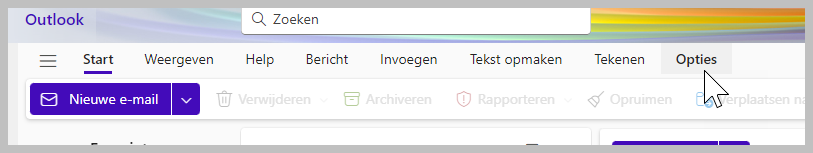 Outlook
Zoeken
Start Weergeven Help Bericht Invoegen Tekst opmaken Tekenen Opties
Nieuwe e-mail Verwijderen Archiveren Rapporteren Opruimen